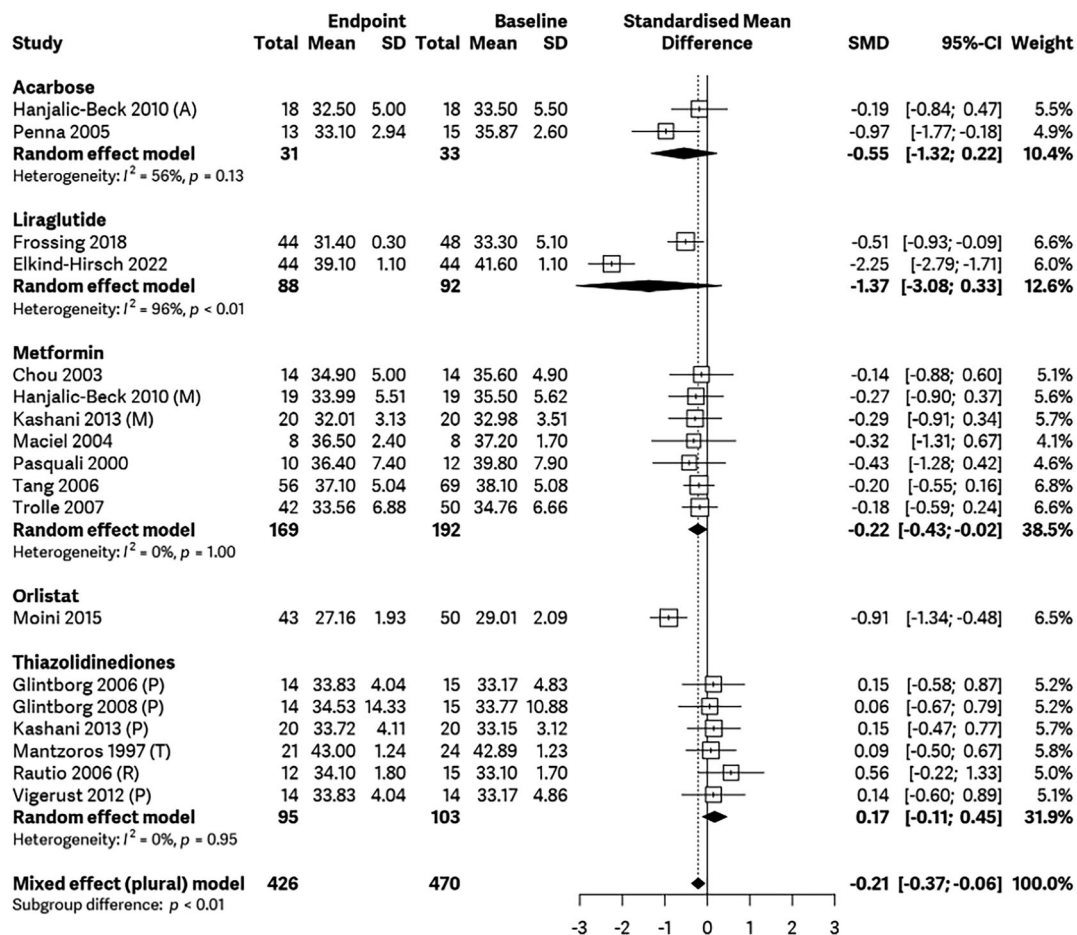 Endpoint Baseline Standardised Mean
Study Total Mean SD Total Mean SD Difference SMD 95%-CI Weight
Acarbose
Hanjalic-Beck 2010 (A) 18 32.50 5.00 18 33.50 5.50 -0.19 [-0.84; 0.47] 5.5%
Penna 2005 13 33.10 2.94 15 35.87 2.60 -0.97 [-1.77; -0.18] 4.9%
Random effect model 31 33 -0.55 [-1.32; 0.22] 10.4%
Heterogeneity: I² = 56%, p = 0.13
Liraglutide
Frossing 2018 44 31.40 0.30 48 33.30 5.10 -0.51 [-0.93; -0.09] 6.6%
Elkind-Hirsch 2022 44 39.10 1.10 44 41.60 1.10 -2.25 [-2.79; -1.71] 6.0%
Random effect model 88 92 -1.37 [-3.08; 0.33] 12.6%
Heterogeneity: I² = 96%, p < 0.01
Metformin
Chou 2003 14 34.90 5.00 14 35.60 4.90 -0.14 [-0.88; 0.60] 5.1%
Hanjalic-Beck 2010 (M) 19 33.99 5.51 19 35.50 5.62 -0.27 [-0.90; 0.37] 5.6%
Kashani 2013 (M) 20 32.01 3.13 20 32.98 3.51 -0.29 [-0.91; 0.34] 5.7%
Maciel 2004 8 36.50 2.40 8 37.20 1.70 -0.32 [-1.31; 0.67] 4.1%
Pasquali 2000 10 36.40 7.40 12 39.80 7.90 -0.43 [-1.28; 0.42] 4.6%
Tang 2006 56 37.10 5.04 69 38.10 5.08 -0.20 [-0.55; 0.16] 6.8%
Trolle 2007 42 33.56 6.88 50 34.76 6.66 -0.18 [-0.59; 0.24] 6.6%
Random effect model 169 192 -0.22 [-0.43; -0.02] 38.5%
Heterogeneity: I² = 0%, p = 1.00
Orlistat
Moini 2015 43 27.16 1.93 50 29.01 2.09 -0.91 [-1.34; -0.48] 6.5%
Thiazolidinediones
Glintborg 2006 (P) 14 33.83 4.04 15 33.17 4.83 0.15 [-0.58; 0.87] 5.2%
Glintborg 2008 (P) 14 34.53 14.33 15 33.77 10.88 0.06 [-0.67; 0.79] 5.2%
Kashani 2013 (P) 20 33.72 4.11 20 33.15 3.12 0.15 [-0.47; 0.77] 5.7%
Mantzoros 1997 (T) 21 43.00 1.24 24 42.89 1.23 0.09 [-0.50; 0.67] 5.8%
Rautio 2006 (R) 12 34.10 1.80 15 33.10 1.70 0.56 [-0.22; 1.33] 5.0%
Vigerust 2012 (P) 14 33.83 4.04 14 33.17 4.86 0.14 [-0.60; 0.89] 5.1%
Random effect model 95 103 0.17 [-0.11; 0.45] 31.9%
Heterogeneity: I² = 0%, p = 0.95
Mixed effect (plural) model 426 470 -0.21 [-0.37; -0.06] 100.0%
Subgroup difference: p < 0.01
-3 -2 -1 0 1 2 3